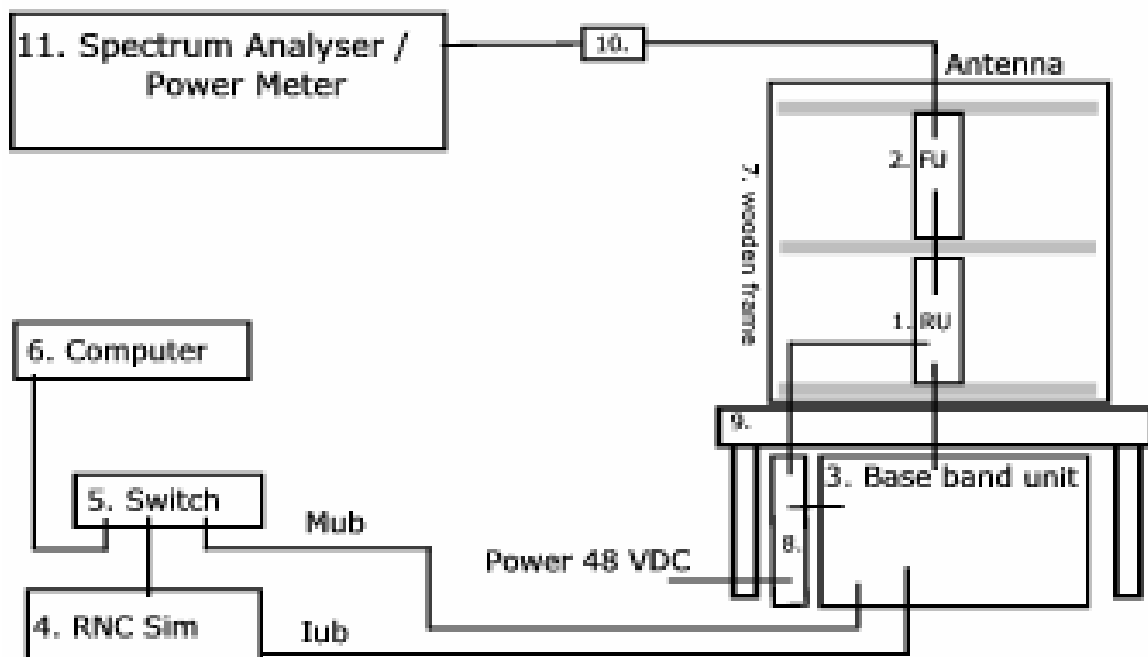 11. Spectrum Analyser /
Power Meter
10.
Antenna
2. FU
7. wooden frame
1. RU
6. Computer
9.
3. Base band unit
5. Switch
Mub
8.
Power 48 VDC
4. RNC Sim
Iub